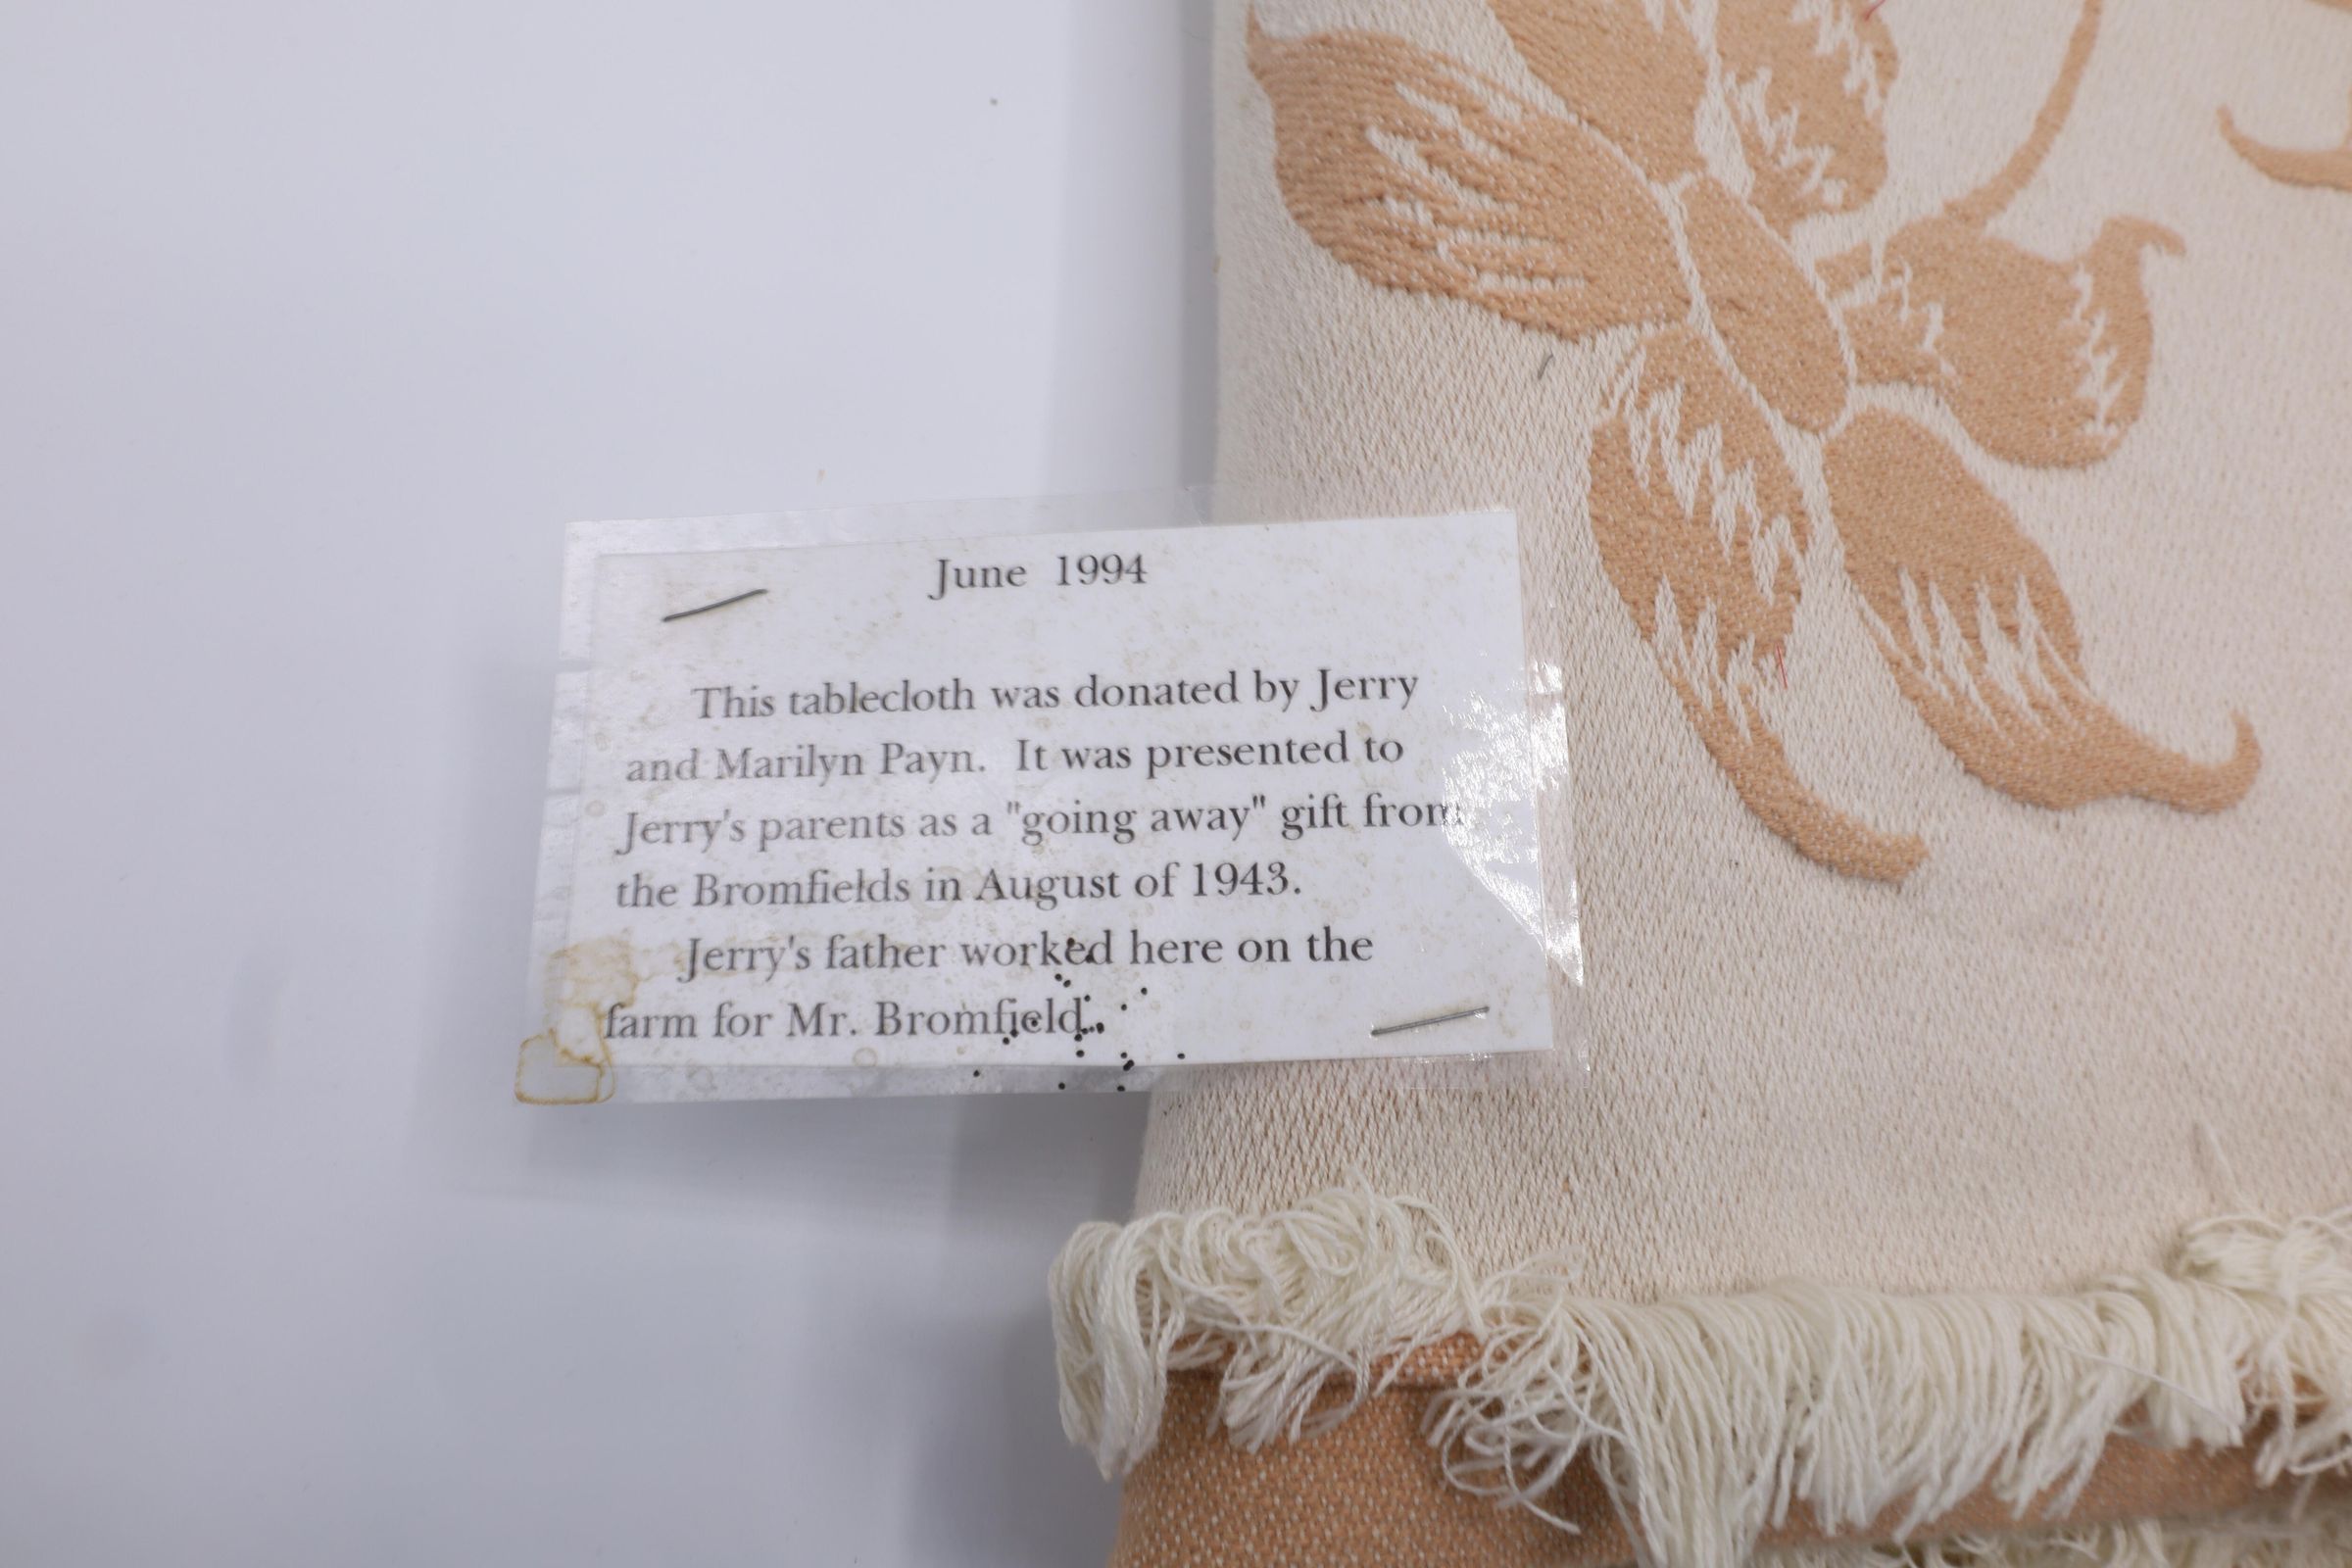 June 1994
This tablecloth was donated by Jerry
and Marilyn Payn. It was presented to
Jerry's parents as a "going away" gift from
the Bromfields in August of 1943.
Jerry's father worked here on the
farm for Mr. Bromfield.